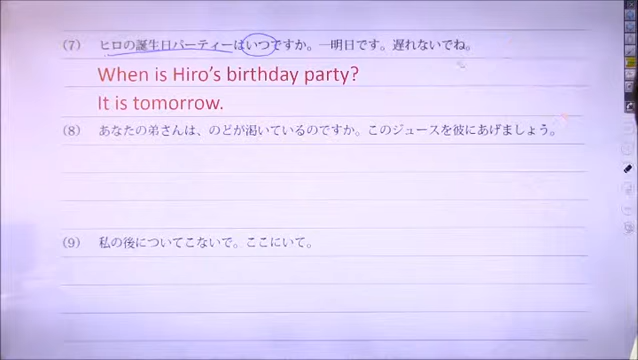 (7) ヒロの誕生日パーティーはいつですか。―明日です。遅れないでね。
When is Hiro's birthday party?
It is tomorrow.
(8) あなたの弟さんは、のどが渇いているのですか。このジュースを彼にあげましょう。
(9) 私の後についてこないで。ここにいて。